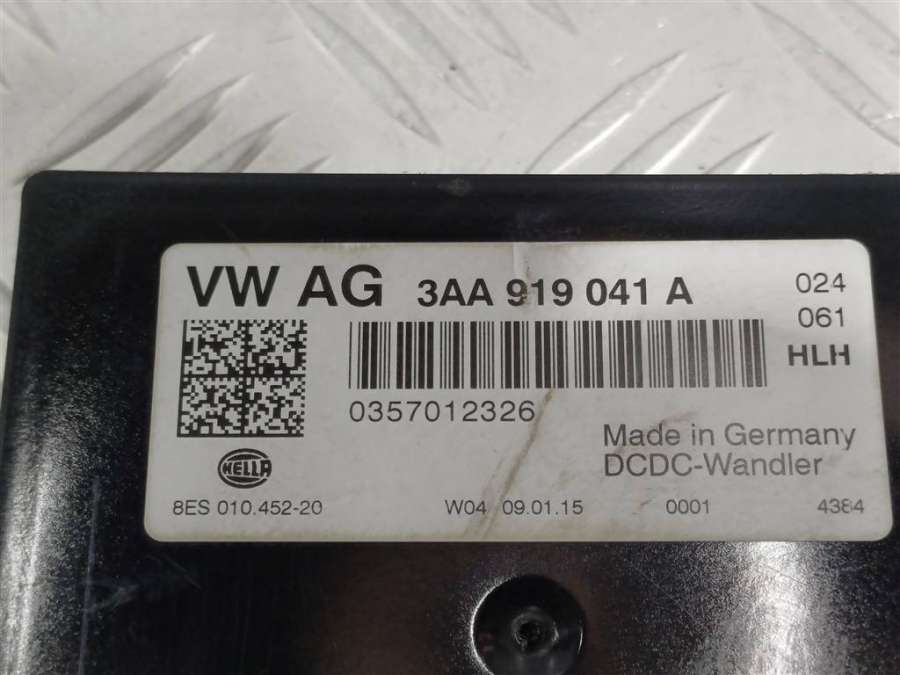 VW AG 3AA 919 041 A 024
061
HLH
0357012326
Made in Germany
DCDC-Wandler
HELLA
8ES 010.452-20 W04 09.01.15 0001 4384